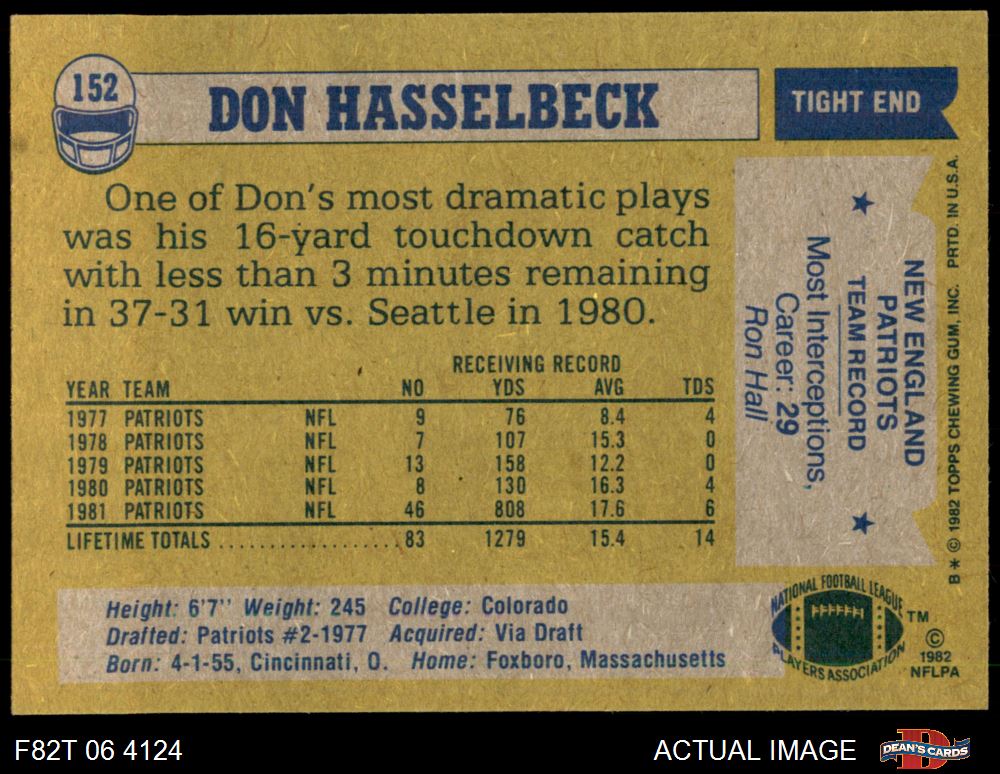 152
DON HASSELBECK
TIGHT END
One of Don's most dramatic plays
was his 16-yard touchdown catch
with less than 3 minutes remaining
in 37-31 win vs. Seattle in 1980.
RECEIVING RECORD
YEAR TEAM NO YDS AVG TDS
1977 PATRIOTS NFL 9 76 8.4 4
1978 PATRIOTS NFL 7 107 15.3 0
1979 PATRIOTS NFL 13 158 12.2 0
1980 PATRIOTS NFL 8 130 16.3 4
1981 PATRIOTS NFL 46 808 17.6 6
LIFETIME TOTALS .................. 83 1279 15.4 14
Height: 6'7" Weight: 245 College: Colorado
Drafted: Patriots #2-1977 Acquired: Via Draft
Born: 4-1-55, Cincinnati, O. Home: Foxboro, Massachusetts
NEW ENGLAND
PATRIOTS
TEAM RECORD
Most Interceptions,
Career: 29
Ron Hall
B* © 1982 TOPPS CHEWING GUM, INC. PRTD. IN U.S.A.
NATIONAL FOOTBALL LEAGUE
PLAYERS ASSOCIATION
TM
©
1982
NFLPA
F82T 06 4124
ACTUAL IMAGE
DEAN'S CARDS